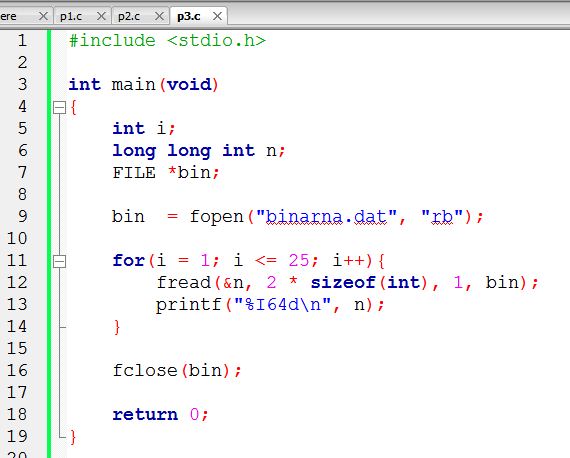 ere p1.c p2.c p3.c
1 #include <stdio.h>
2
3 int main(void)
4 {
5 int i;
6 long long int n;
7 FILE *bin;
8
9 bin  = fopen("binarna.dat", "rb");
10
11 for(i = 1; i <= 25; i++){
12 fread(&n, 2 * sizeof(int), 1, bin);
13 printf("%I64d\n", n);
14 }
15
16 fclose(bin);
17
18 return 0;
19 }
20